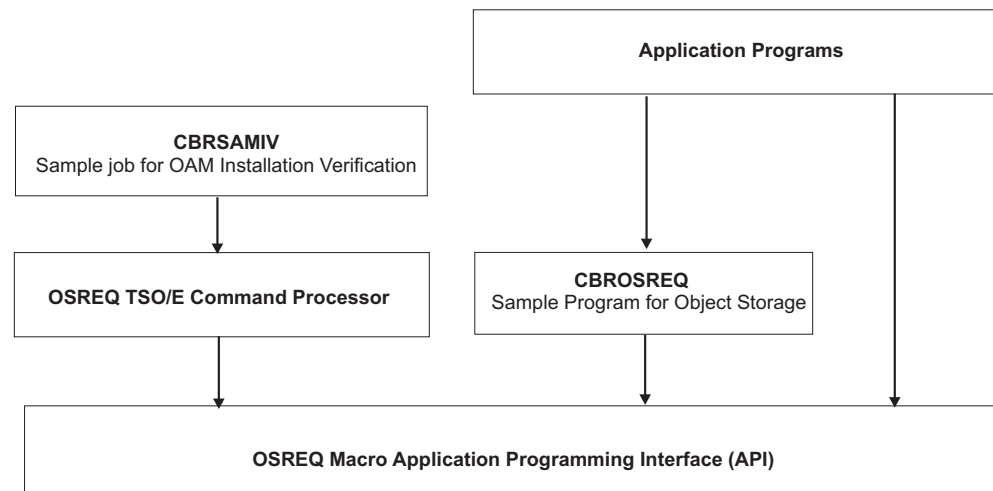 Application Programs
CBRSAMIV
Sample job for OAM Installation Verification
OSREQ TSO/E Command Processor
CBROSREQ
Sample Program for Object Storage
OSREQ Macro Application Programming Interface (API)